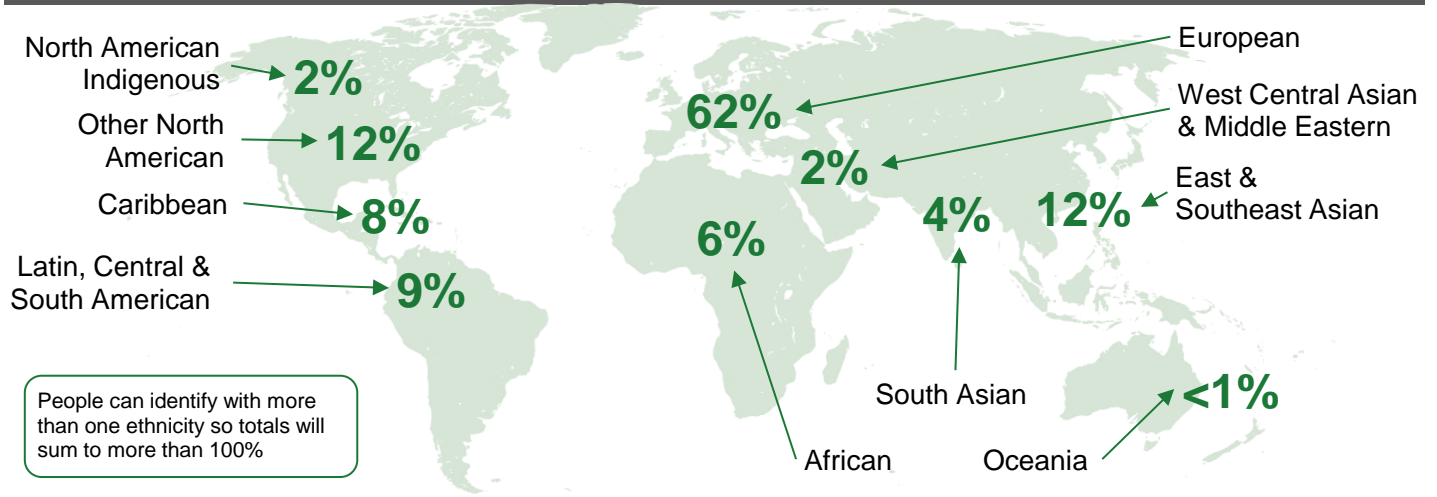 North American
Indigenous
2%
Other North
American
12%
Caribbean
8%
Latin, Central &
South American
9%
European
62%
West Central Asian
& Middle Eastern
2%
East &
Southeast Asian
12%
4%
South Asian
6%
African
<1%
Oceania
People can identify with more
than one ethnicity so totals will
sum to more than 100%